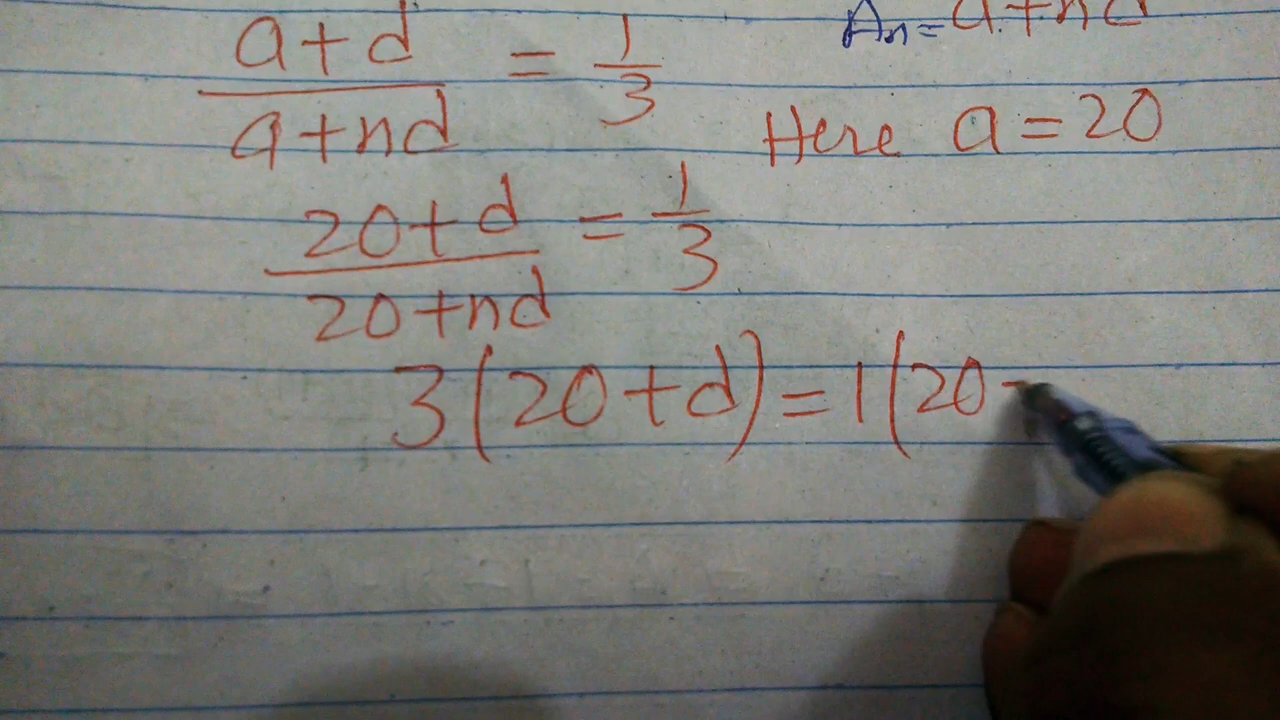 An = a+nd
a+d / a+nd = 1/3
Here a = 20
20+d / 20+nd = 1/3
3(20+d) = 1(20+